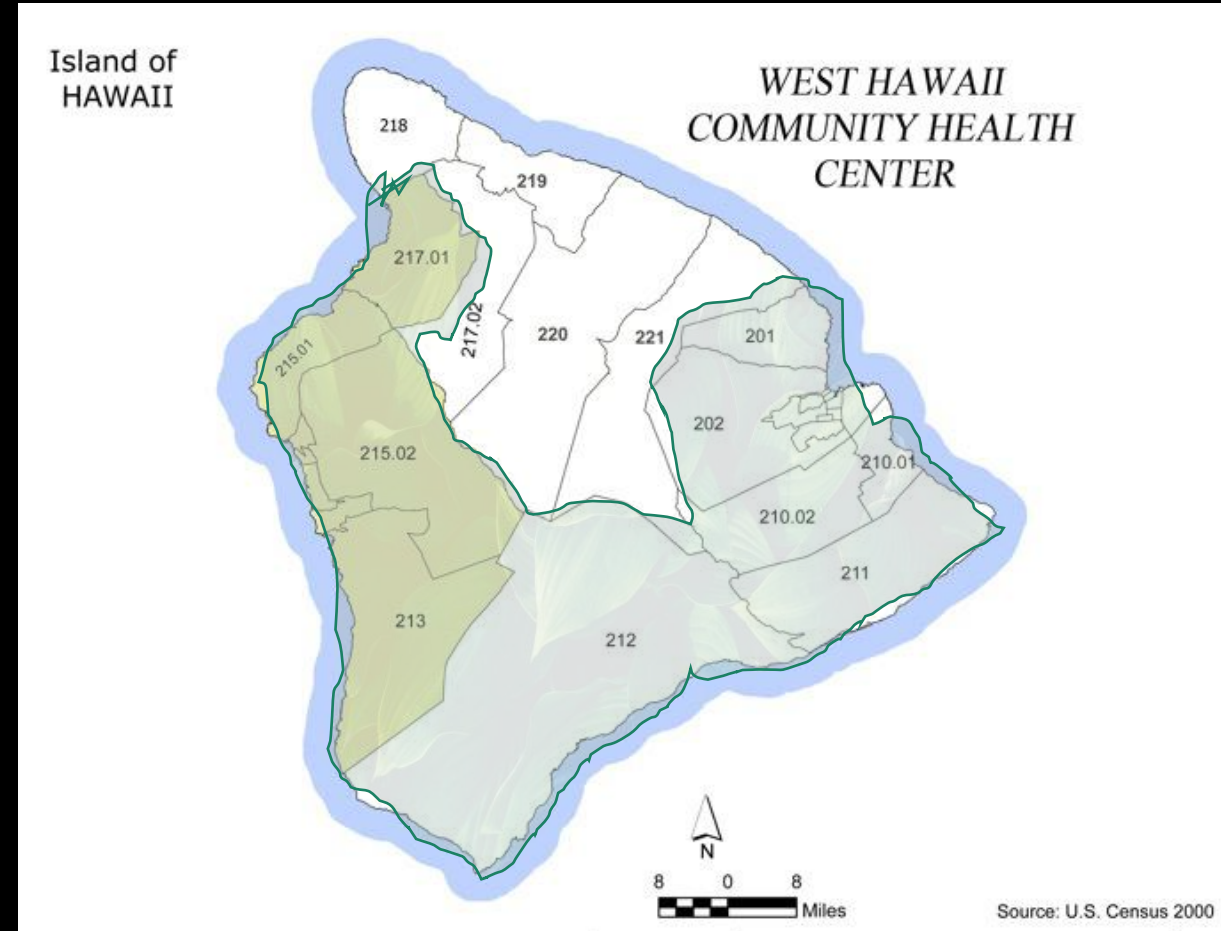 Island of
HAWAII
WEST HAWAII
COMMUNITY HEALTH
CENTER
218
219
217.01
217.02
220
221
201
215.01
202
215.02
210.01
210.02
211
213
212
N
8 0 8
Miles
Source: U.S. Census 2000